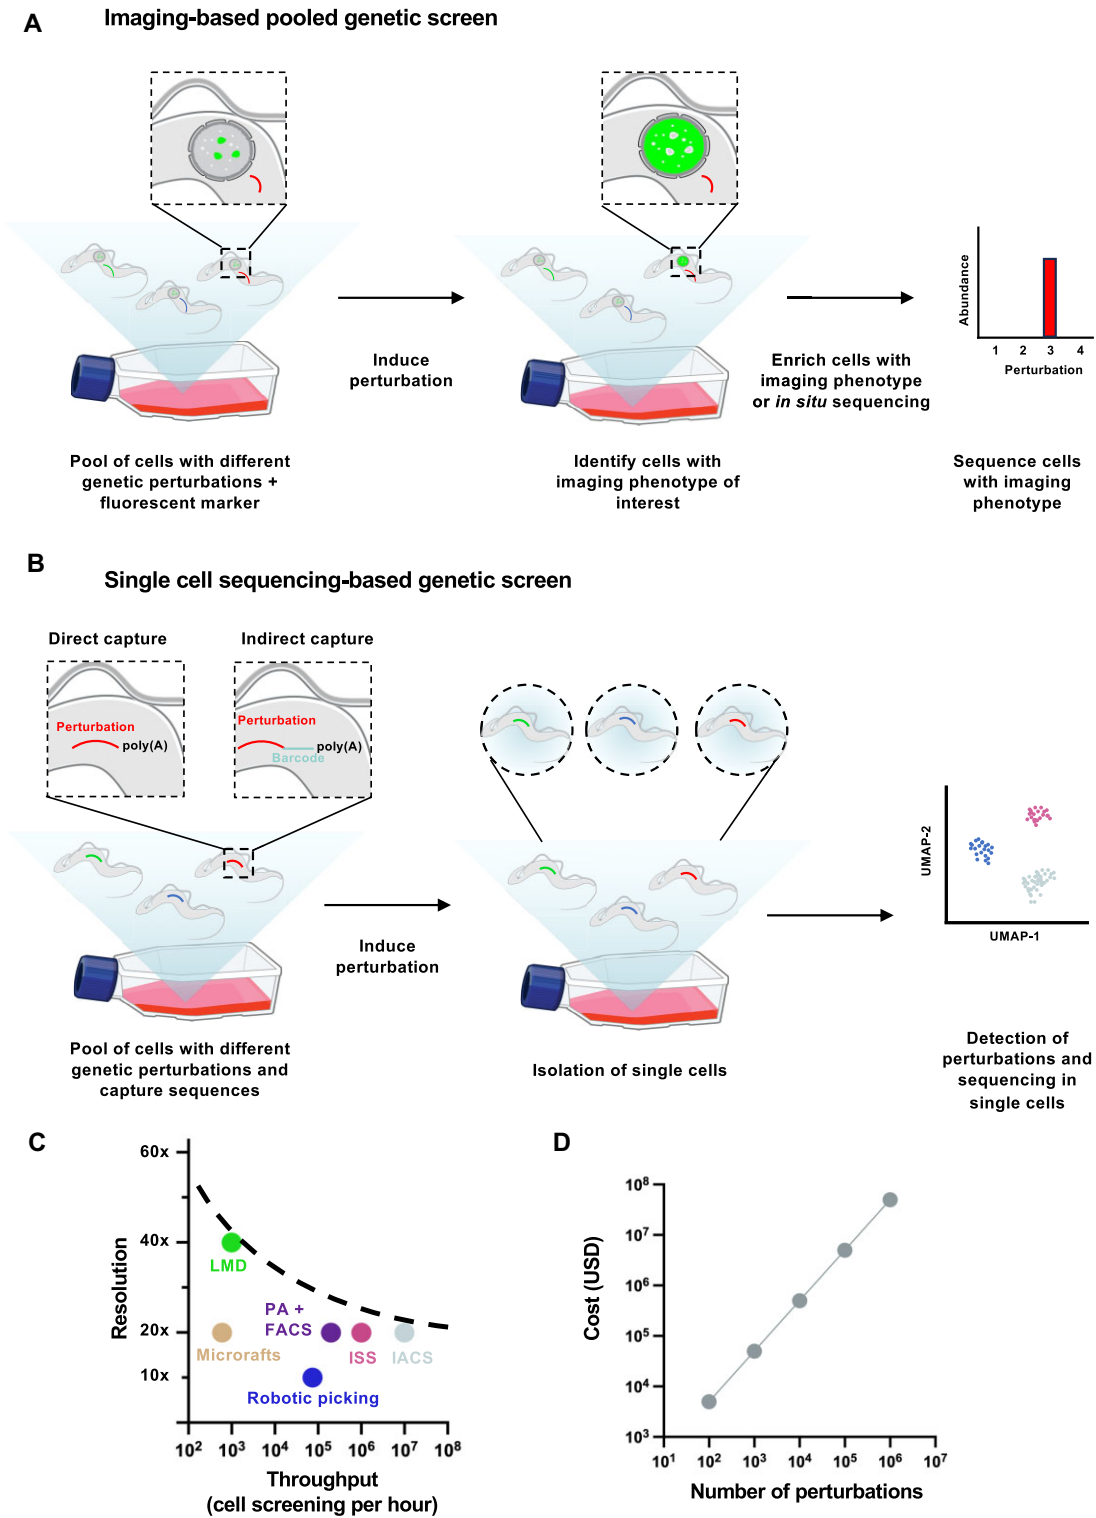 A
Imaging-based pooled genetic screen
Induce
perturbation
Enrich cells with
imaging phenotype
or in situ sequencing
Abundance
1 2 3 4
Perturbation
Pool of cells with different
genetic perturbations +
fluorescent marker
Identify cells with
imaging phenotype of
interest
Sequence cells
with imaging
phenotype
B
Single cell sequencing-based genetic screen
Direct capture
Indirect capture
Perturbation
poly(A)
Perturbation
poly(A)
Barcode
Induce
perturbation
UMAP-2
UMAP-1
Pool of cells with different
genetic perturbations and
capture sequences
Isolation of single cells
Detection of
perturbations and
sequencing in
single cells
C
Resolution
60x
40x
20x
10x
LMD
PA +
FACS
Microrafts
ISS
IACS
Robotic picking
10² 10³ 10⁴ 10⁵ 10⁶ 10⁷ 10⁸
Throughput
(cell screening per hour)
D
Cost (USD)
10⁸
10⁷
10⁶
10⁵
10⁴
10³
10¹ 10² 10³ 10⁴ 10⁵ 10⁶ 10⁷
Number of perturbations